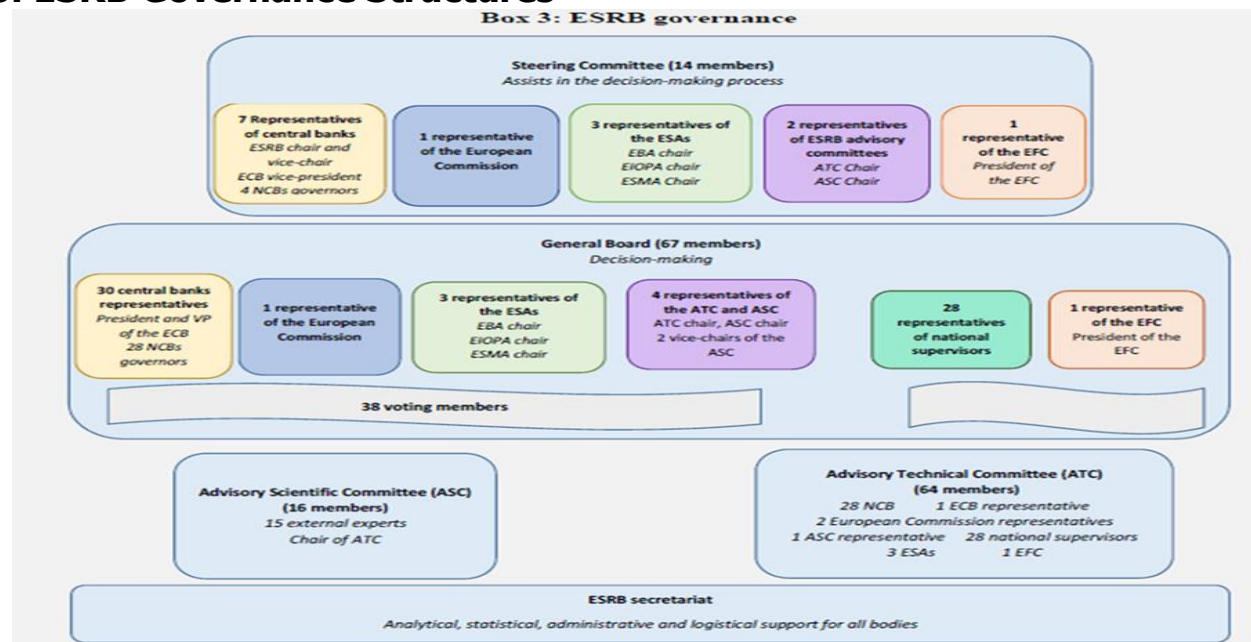 ESRB Governance Structures
Box 3: ESRB governance
Steering Committee (14 members)
Assists in the decision-making process
7 Representatives
of central banks
ESRB chair and
vice-chair
ECB vice-president
4 NCBs governors
1 representative
of the European
Commission
3 representatives of
the ESAs
EBA chair
EIOPA chair
ESMA Chair
2 representatives
of ESRB advisory
committees
ATC Chair
ASC Chair
1
representative
of the EFC
President of
the EFC
General Board (67 members)
Decision-making
30 central banks
representatives
President and VP
of the ECB
28 NCBs
governors
1 representative
of the European
Commission
3 representatives of
the ESAs
EBA chair
EIOPA chair
ESMA chair
4 representatives of
the ATC and ASC
ATC chair, ASC chair
2 vice-chairs of the
ASC
28
representatives
of national
supervisors
1 representative
of the EFC
President of the
EFC
38 voting members
Advisory Scientific Committee (ASC)
(16 members)
15 external experts
Chair of ATC
Advisory Technical Committee (ATC)
(64 members)
28 NCB 1 ECB representative
2 European Commission representatives
1 ASC representative 28 national supervisors
3 ESAs 1 EFC
ESRB secretariat
Analytical, statistical, administrative and logistical support for all bodies